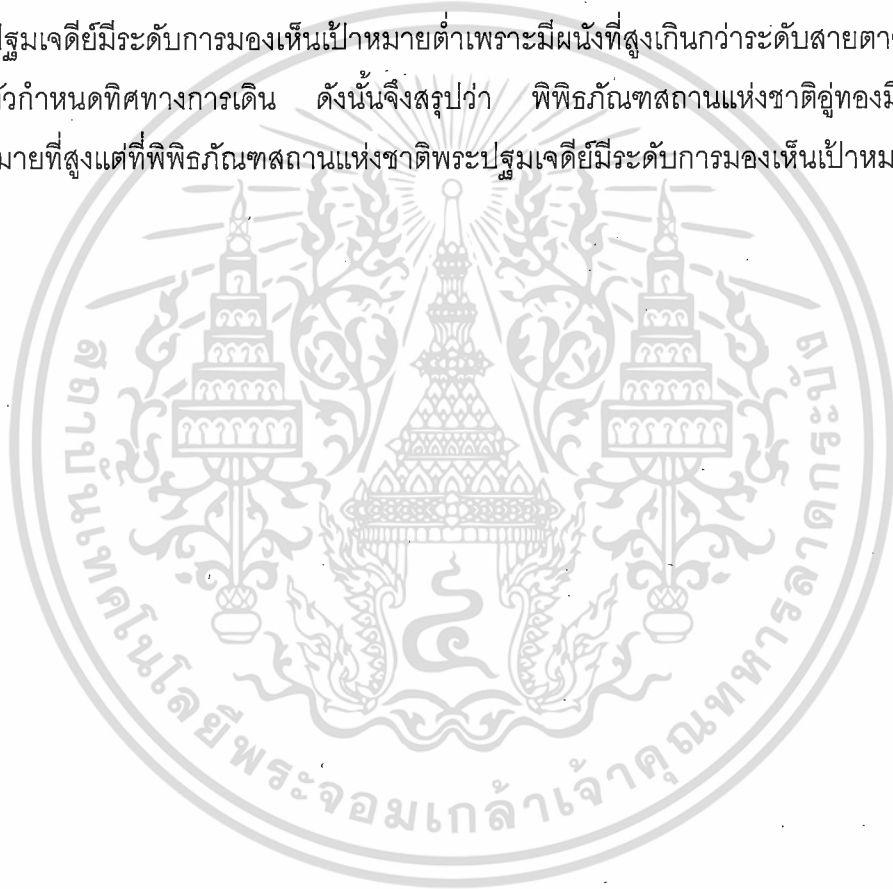 ปฐมเจดีย์มีระดับการมองเห็นเป้าหมายต่ำเพราะมีผนังที่สูงเกินกว่าระดับสายตา
ตัวกำหนดทิศทางการเดิน ดังนั้นจึงสรุปว่า พิพิธภัณฑสถานแห่งชาติอู่ทองมี
มายที่สูงแต่ที่พิพิธภัณฑสถานแห่งชาติพระปฐมเจดีย์มีระดับการมองเห็นเป้าหม
สถาบันเทคโนโลยีพระจอมเกล้าเจ้าคุณทหารลาดกระบัง
๔